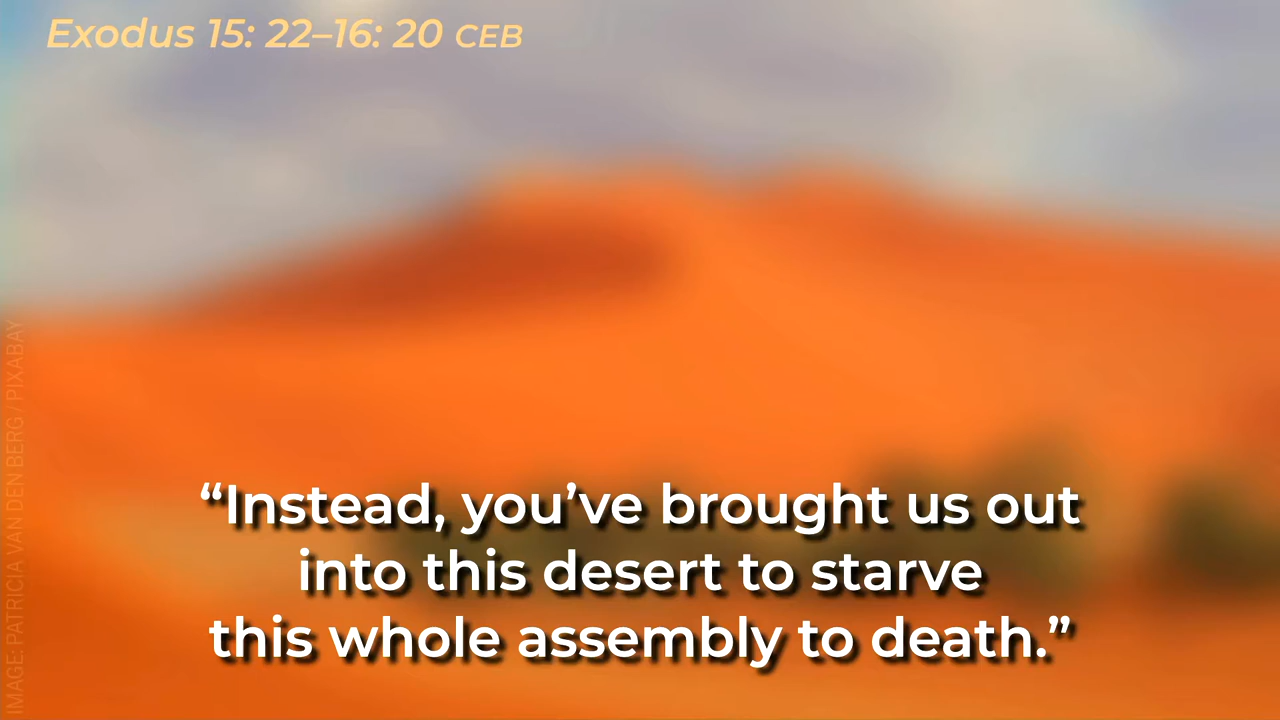 Exodus 15: 22–16: 20 CEB
“Instead, you’ve brought us out
into this desert to starve
this whole assembly to death.”
IMAGE: PATRICIA VAN DEN BERG / PIXABAY